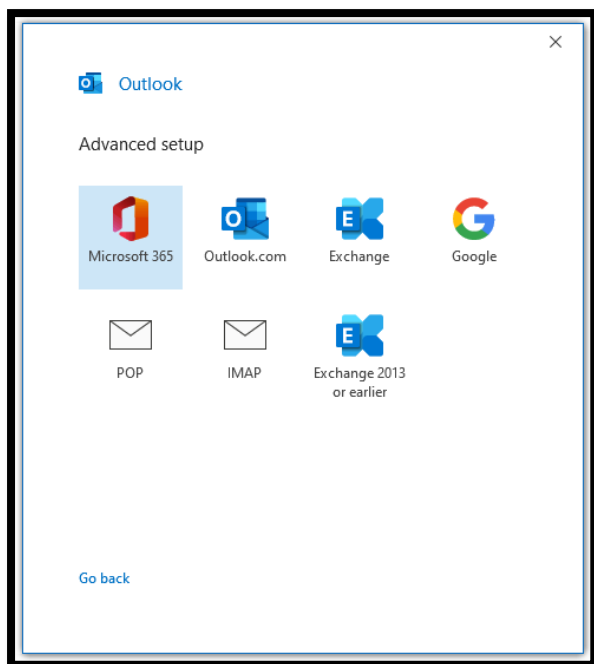 Outlook
Advanced setup
Microsoft 365
Outlook.com
Exchange
Google
POP
IMAP
Exchange 2013
or earlier
Go back